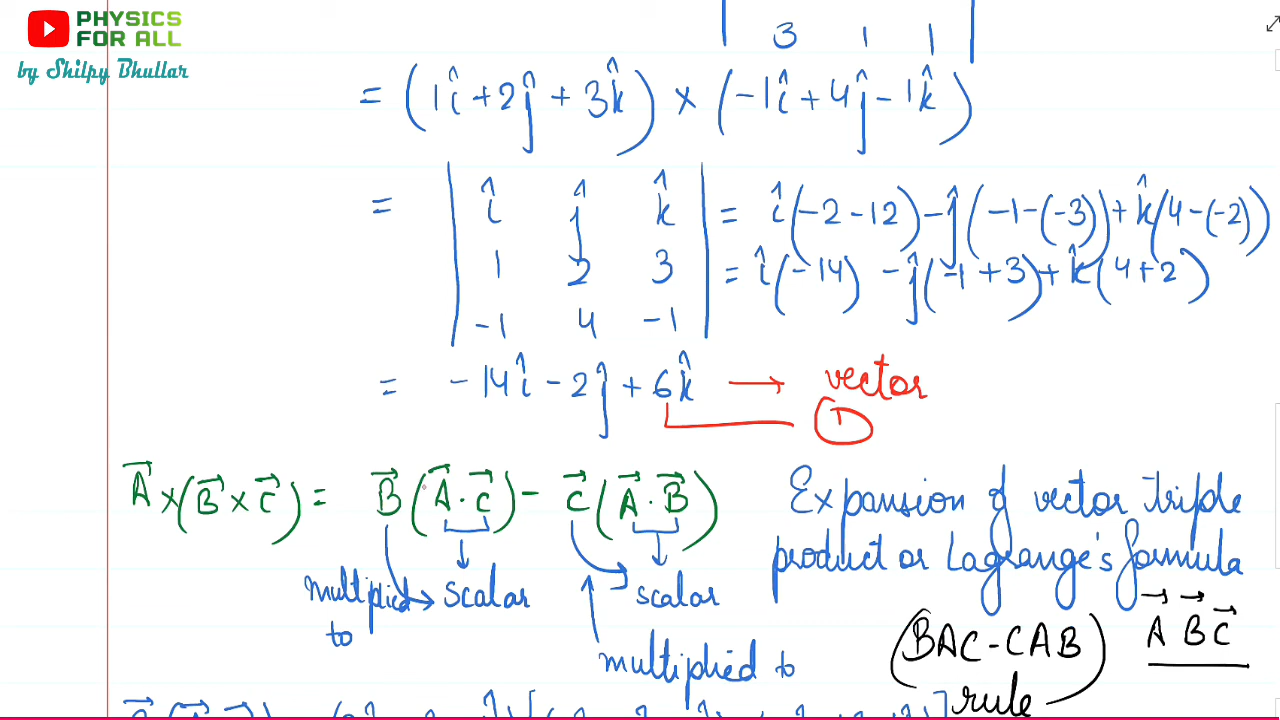 PHYSICS
FOR ALL
by Shilpy Bhullar
3 1 1
= (1î + 2ĵ + 3k̂) × (-1î + 4ĵ - 1k̂)
= | î ĵ k̂ | = î(-2-12) - ĵ(-1-(-3)) + k̂(4-(-2))
1 2 3 = î(-14) - ĵ(-1+3) + k̂(4+2)
-1 4 -1
= -14î - 2ĵ + 6k̂ → vector
①
A⃗×(B⃗×C⃗) = B⃗(A⃗·C⃗) - C⃗(A⃗·B⃗) Expansion of vector triple
product or Lagrange's formula
multiplied to → scalar
scalar
multiplied to
(BAC-CAB)
rule
A⃗ B⃗ C⃗